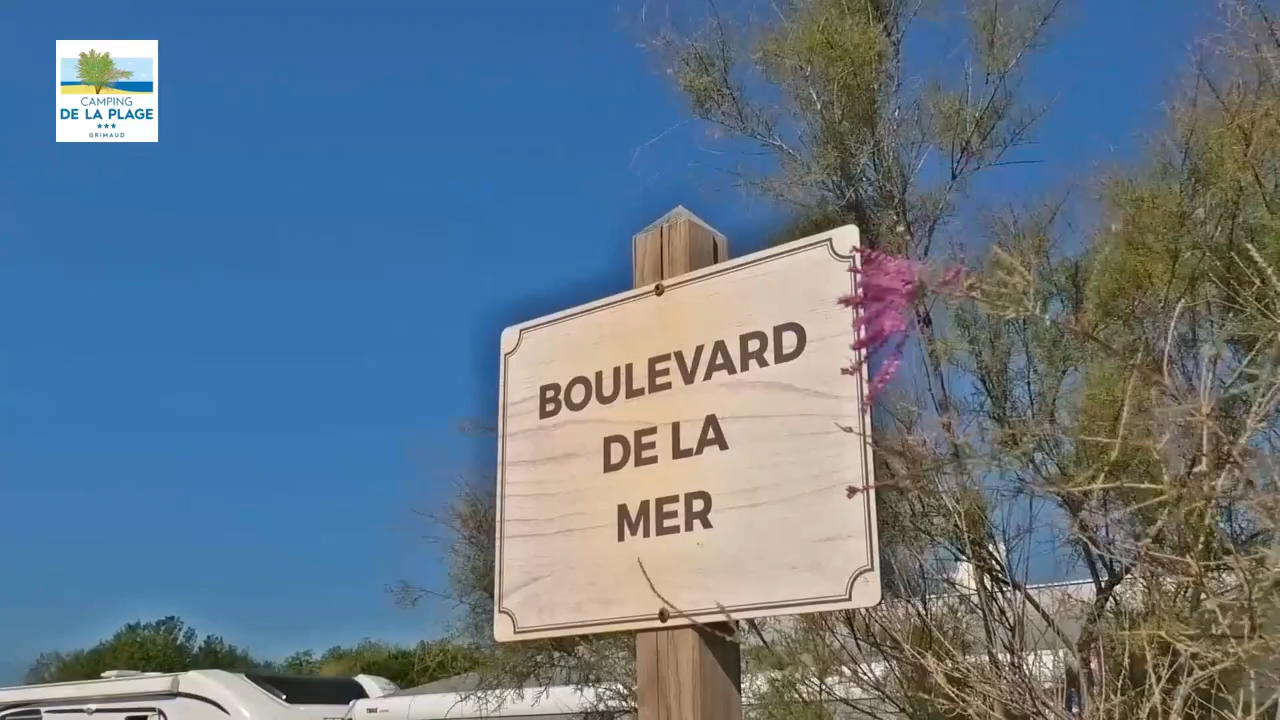 CAMPING
DE LA PLAGE
★★★
GRIMAUD
BOULEVARD
DE LA
MER